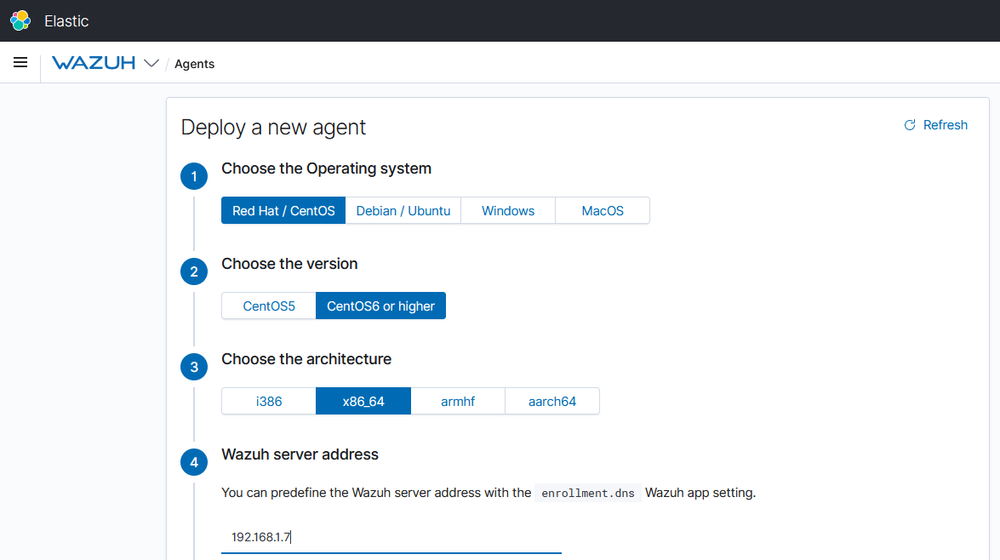 Elastic
WAZUH / Agents
Deploy a new agent
Refresh
1 Choose the Operating system
Red Hat / CentOS Debian / Ubuntu Windows MacOS
2 Choose the version
CentOS5 CentOS6 or higher
3 Choose the architecture
i386 x86_64 armhf aarch64
4 Wazuh server address
You can predefine the Wazuh server address with the enrollment.dns Wazuh app setting.
192.168.1.7